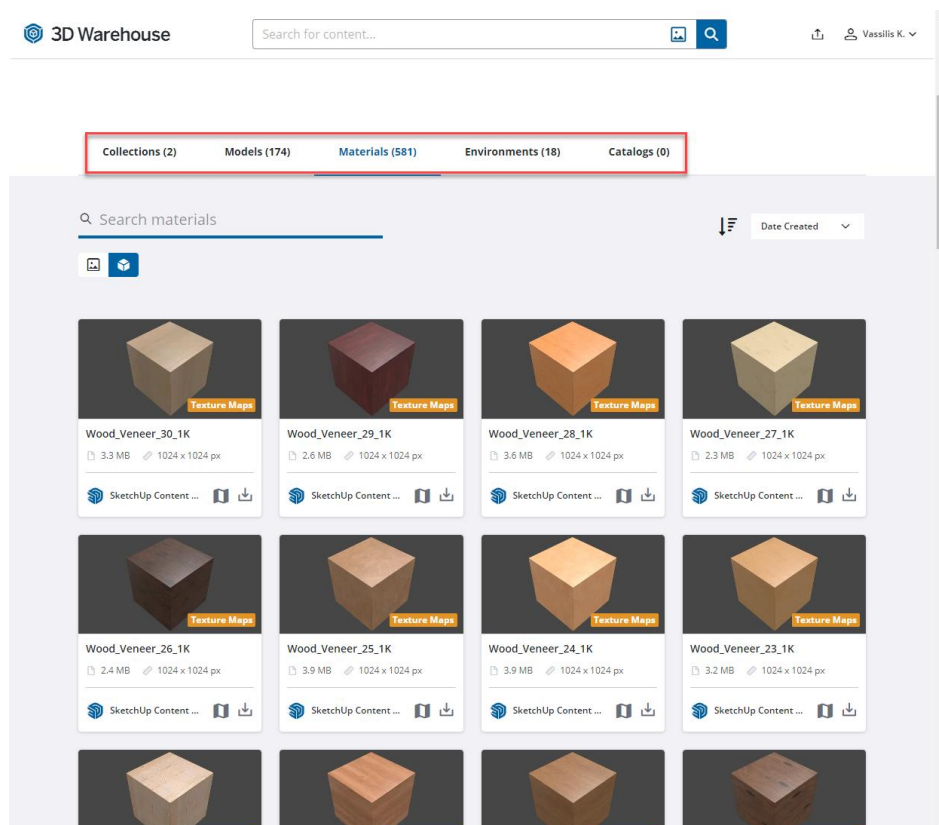 3D Warehouse Search for content... Vassilis K.
Collections (2) Models (174) Materials (581) Environments (18) Catalogs (0)
Search materials Date Created
Texture Maps Texture Maps Texture Maps Texture Maps
Wood_Veneer_30_1K Wood_Veneer_29_1K Wood_Veneer_28_1K Wood_Veneer_27_1K
3.3 MB 1024 x 1024 px 2.6 MB 1024 x 1024 px 3.6 MB 1024 x 1024 px 2.3 MB 1024 x 1024 px
SketchUp Content ... SketchUp Content ... SketchUp Content ... SketchUp Content ...
Texture Maps Texture Maps Texture Maps Texture Maps
Wood_Veneer_26_1K Wood_Veneer_25_1K Wood_Veneer_24_1K Wood_Veneer_23_1K
2.4 MB 1024 x 1024 px 3.9 MB 1024 x 1024 px 3.9 MB 1024 x 1024 px 3.2 MB 1024 x 1024 px
SketchUp Content ... SketchUp Content ... SketchUp Content ... SketchUp Content ...